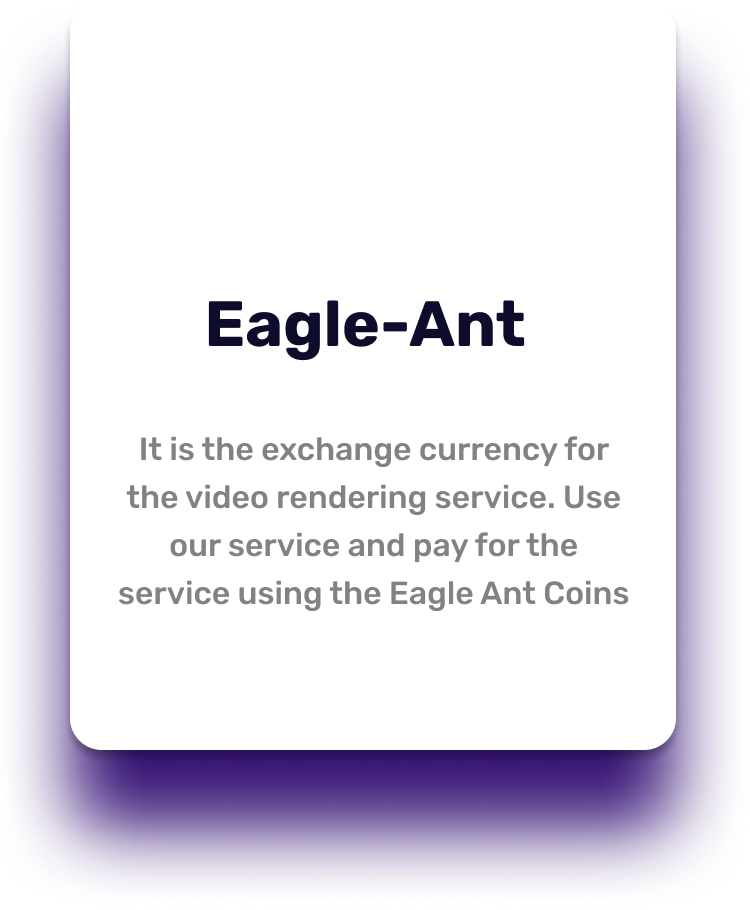 Eagle-Ant
It is the exchange currency for
the video rendering service. Use
our service and pay for the
service using the Eagle Ant Coins